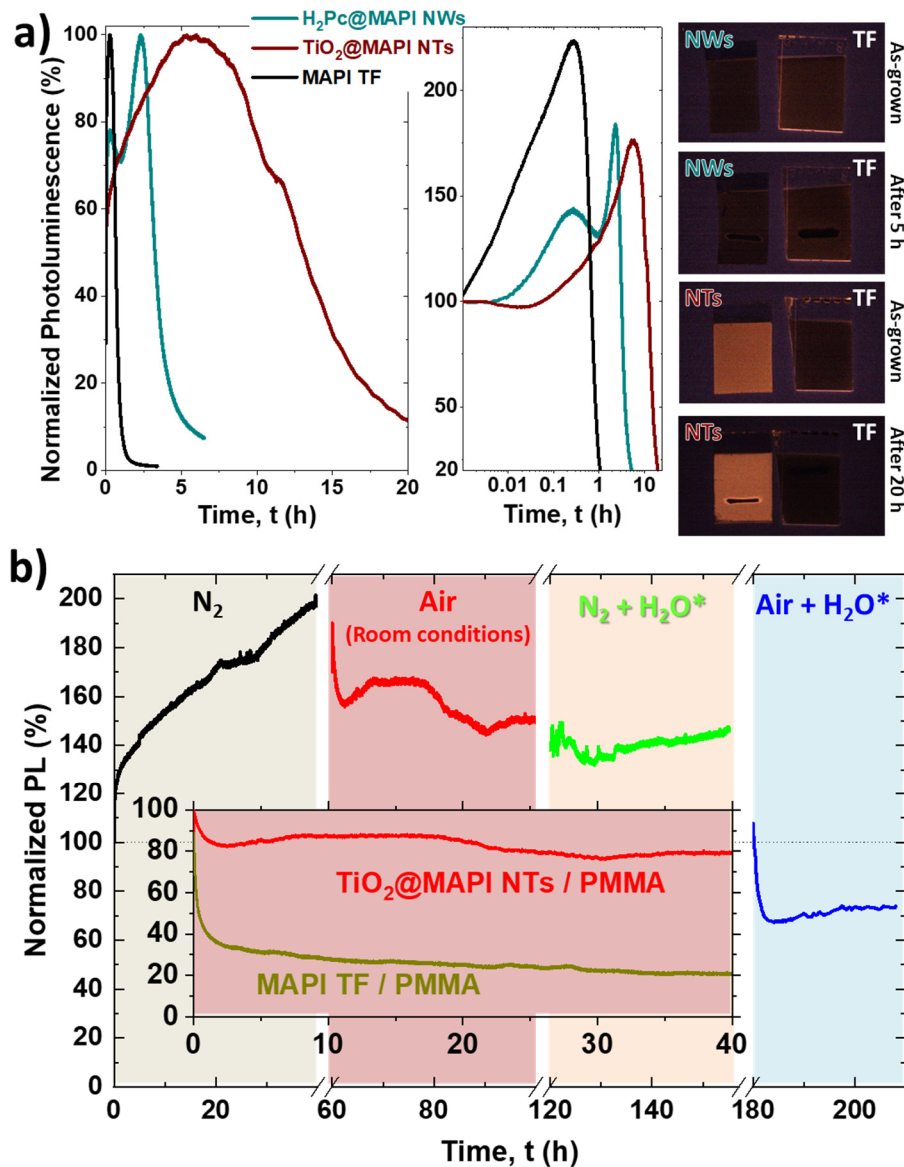 a)
H₂Pc@MAPI NWs
TiO₂@MAPI NTs
MAPI TF
Normalized Photoluminescence (%)
100
80
60
40
20
0
0 5 10 15 20
Time, t (h)
200
150
100
50
20
0.01 0.1 1 10
Time, t (h)
NWs TF
As-grown
NWs TF
After 5 h
NTs TF
As-grown
NTs TF
After 20 h
b)
Normalized PL (%)
200
180
160
140
120
100
80
60
40
20
0
N₂
Air
(Room conditions)
N₂ + H₂O*
Air + H₂O*
100
80
60
40
20
0
TiO₂@MAPI NTs / PMMA
MAPI TF / PMMA
0 10 20 30 40
0 20 60 80 120 140 180 200
Time, t (h)